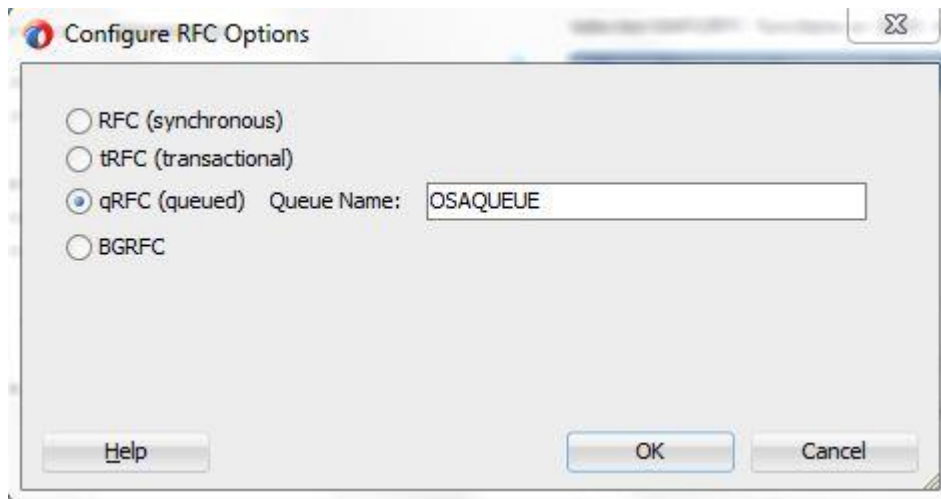 Configure RFC Options
RFC (synchronous)
tRFC (transactional)
qRFC (queued) Queue Name: OSAQUEUE
BGRFC
Help OK Cancel